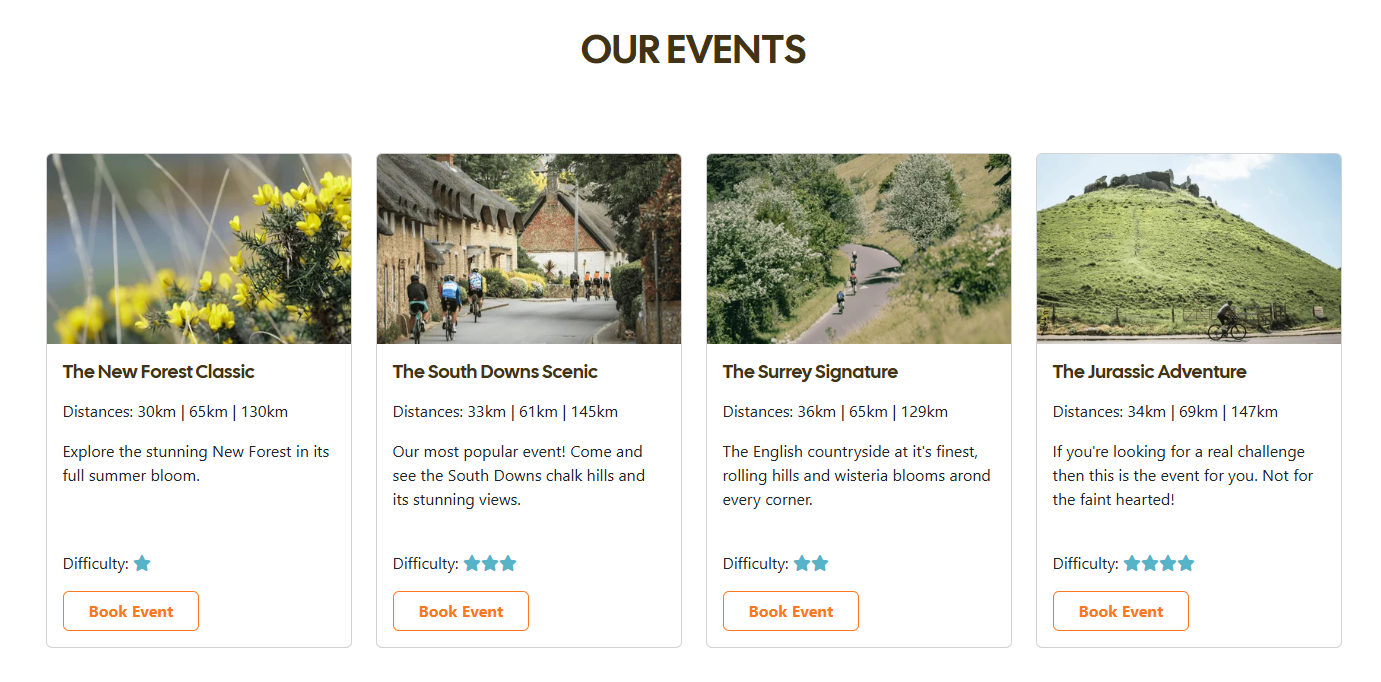 OUR EVENTS
The New Forest Classic
Distances: 30km | 65km | 130km
Explore the stunning New Forest in its
full summer bloom.
Difficulty:
Book Event
The South Downs Scenic
Distances: 33km | 61km | 145km
Our most popular event! Come and
see the South Downs chalk hills and
its stunning views.
Difficulty:
Book Event
The Surrey Signature
Distances: 36km | 65km | 129km
The English countryside at it's finest,
rolling hills and wisteria blooms arond
every corner.
Difficulty:
Book Event
The Jurassic Adventure
Distances: 34km | 69km | 147km
If you're looking for a real challenge
then this is the event for you. Not for
the faint hearted!
Difficulty:
Book Event